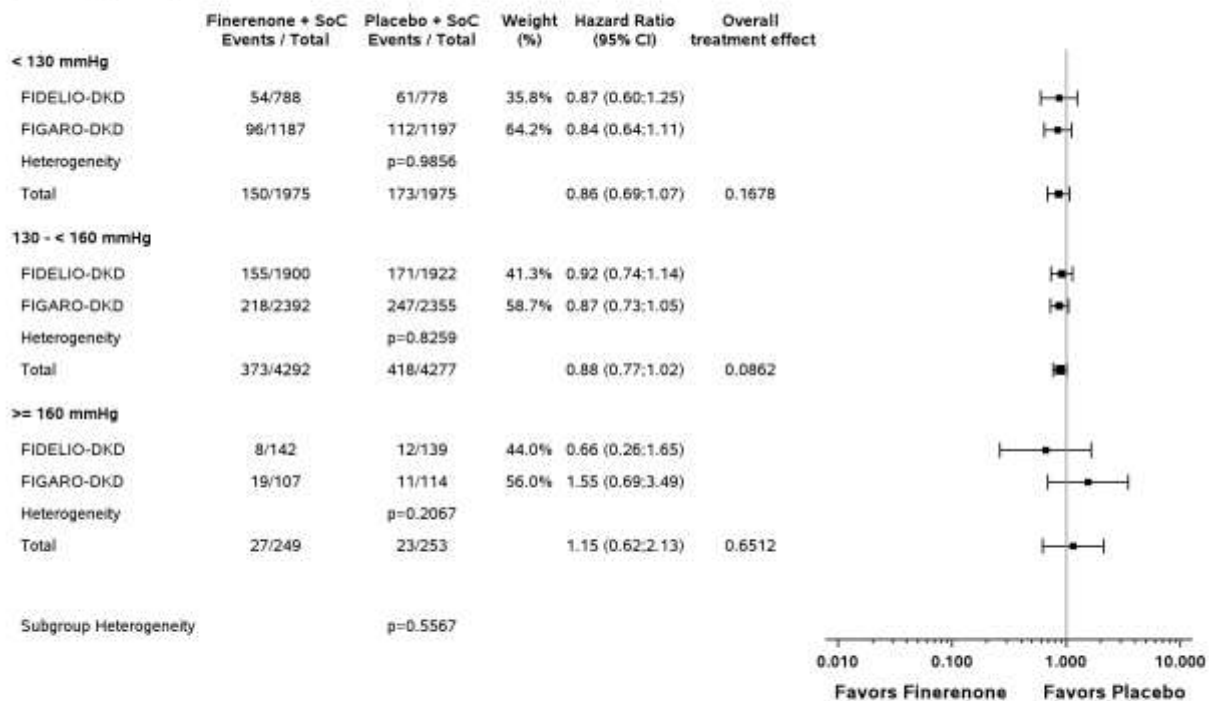 Finerenone + SoC Placebo + SoC Weight Hazard Ratio Overall
Events / Total Events / Total (%) (95% CI) treatment effect
< 130 mmHg
FIDELIO-DKD 54/788 61/778 35.8% 0.87 (0.60;1.25)
FIGARO-DKD 96/1187 112/1197 64.2% 0.84 (0.64;1.11)
Heterogeneity p=0.9856
Total 150/1975 173/1975 0.86 (0.69;1.07) 0.1678
130 - < 160 mmHg
FIDELIO-DKD 155/1900 171/1922 41.3% 0.92 (0.74;1.14)
FIGARO-DKD 218/2392 247/2355 58.7% 0.87 (0.73;1.05)
Heterogeneity p=0.8259
Total 373/4292 418/4277 0.88 (0.77;1.02) 0.0862
>= 160 mmHg
FIDELIO-DKD 8/142 12/139 44.0% 0.66 (0.26;1.65)
FIGARO-DKD 19/107 11/114 56.0% 1.55 (0.69;3.49)
Heterogeneity p=0.2067
Total 27/249 23/253 1.15 (0.62;2.13) 0.6512
Subgroup Heterogeneity p=0.5567
0.010 0.100 1.000 10.000
Favors Finerenone Favors Placebo